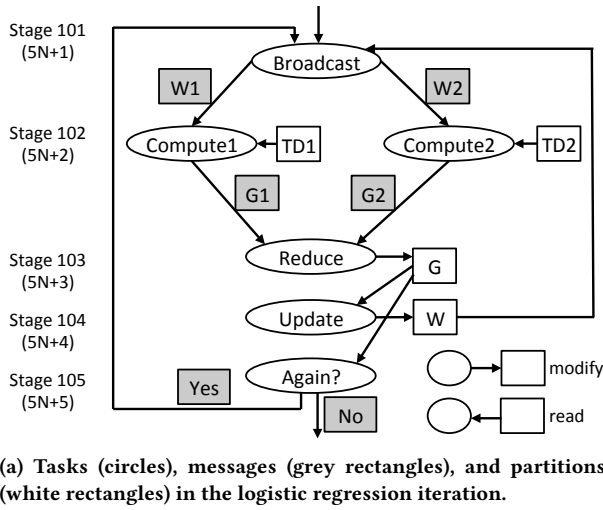 Stage 101
(5N+1)
Broadcast
W1
W2
Stage 102
(5N+2)
Compute1
TD1
Compute2
TD2
G1
G2
Stage 103
(5N+3)
Reduce
G
Stage 104
(5N+4)
Update
W
Stage 105
(5N+5)
Yes
Again?
No
modify
read
(a) Tasks (circles), messages (grey rectangles), and partitions
(white rectangles) in the logistic regression iteration.